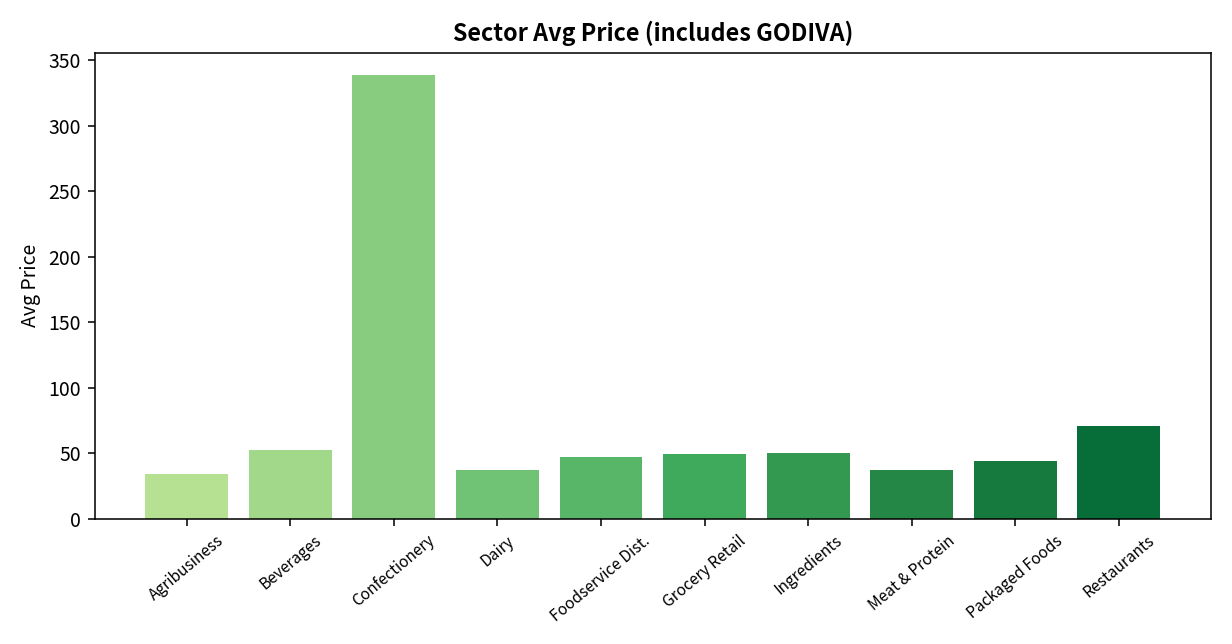 Sector Avg Price (includes GODIVA)
Avg Price
350
300
250
200
150
100
50
0
Agribusiness
Beverages
Confectionery
Dairy
Foodservice Dist.
Grocery Retail
Ingredients
Meat & Protein
Packaged Foods
Restaurants